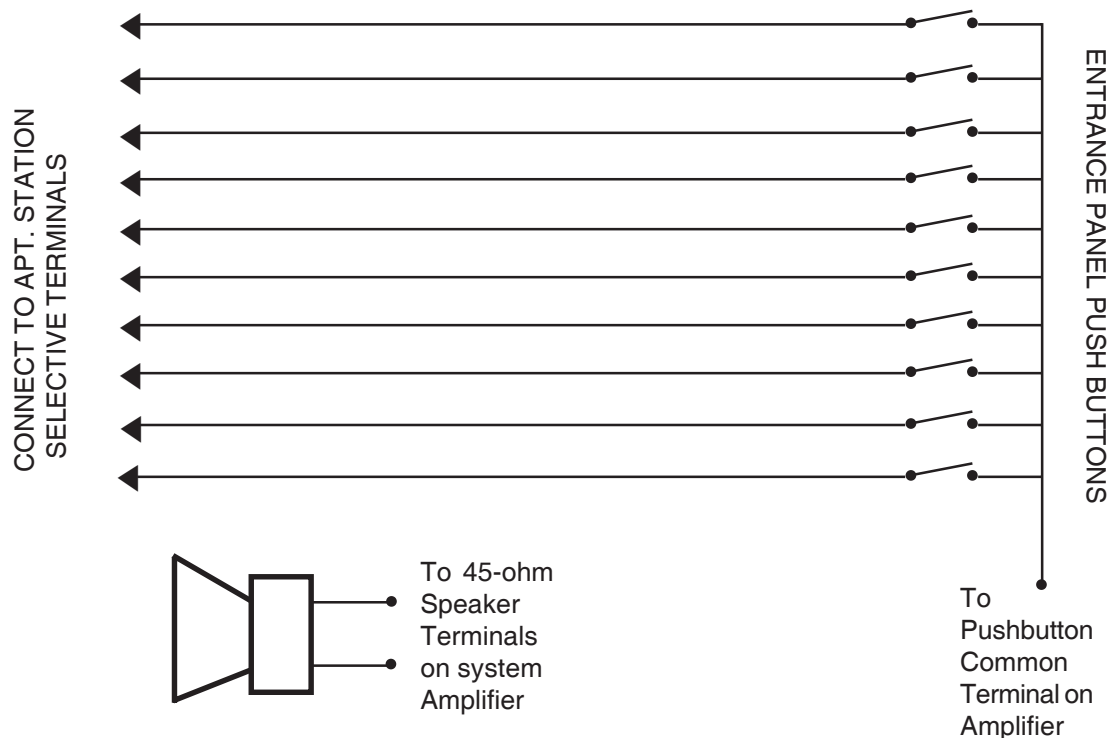 CONNECT TO APT. STATION
SELECTIVE TERMINALS
ENTRANCE PANEL PUSH BUTTONS
To 45-ohm
Speaker
Terminals
on system
Amplifier
To
Pushbutton
Common
Terminal on
Amplifier